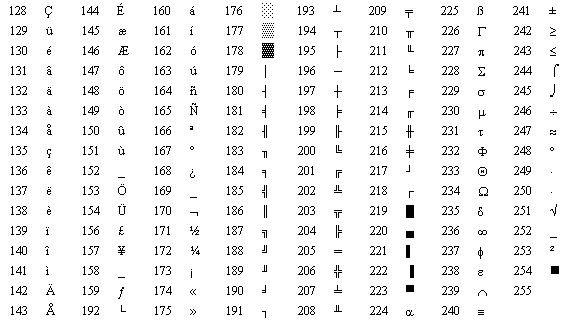 128 Ç 144 É 160 á 176 ░ 193 ┴ 209 ╤ 225 ß 241 ±
129 ü 145 æ 161 í 177 ▒ 194 ┬ 210 ╥ 226 Γ 242 ≥
130 é 146 Æ 162 ó 178 ▓ 195 ├ 211 ╙ 227 π 243 ≤
131 â 147 ô 163 ú 179 │ 196 ─ 212 ╘ 228 Σ 244 ⌠
132 ä 148 ö 164 ñ 180 ┤ 197 ┼ 213 ╒ 229 σ 245 ⌡
133 à 149 ò 165 Ñ 181 ╡ 198 ╞ 214 ╓ 230 µ 246 ÷
134 å 150 û 166 ª 182 ╢ 199 ╟ 215 ╫ 231 τ 247 ≈
135 ç 151 ù 167 º 183 ╖ 200 ╚ 216 ╪ 232 Φ 248 °
136 ê 152 _ 168 ¿ 184 ╕ 201 ╔ 217 ┘ 233 Θ 249 ·
137 ë 153 Ö 169 _ 185 ╣ 202 ╩ 218 ┌ 234 Ω 250 ·
138 è 154 Ü 170 ¬ 186 ║ 203 ╦ 219 █ 235 δ 251 √
139 ï 156 £ 171 ½ 187 ╗ 204 ╠ 220 ▄ 236 ∞ 252 _
140 î 157 ¥ 172 ¼ 188 ╝ 205 ═ 221 ▌ 237 φ 253 ²
141 ì 158 _ 173 ¡ 189 ╜ 206 ╬ 222 ▐ 238 ε 254 ■
142 Ä 159 ƒ 174 « 190 ╛ 207 ╧ 223 ▀ 239 ∩ 255
143 Å 192 └ 175 » 191 ┐ 208 ╨ 224 α 240 ≡